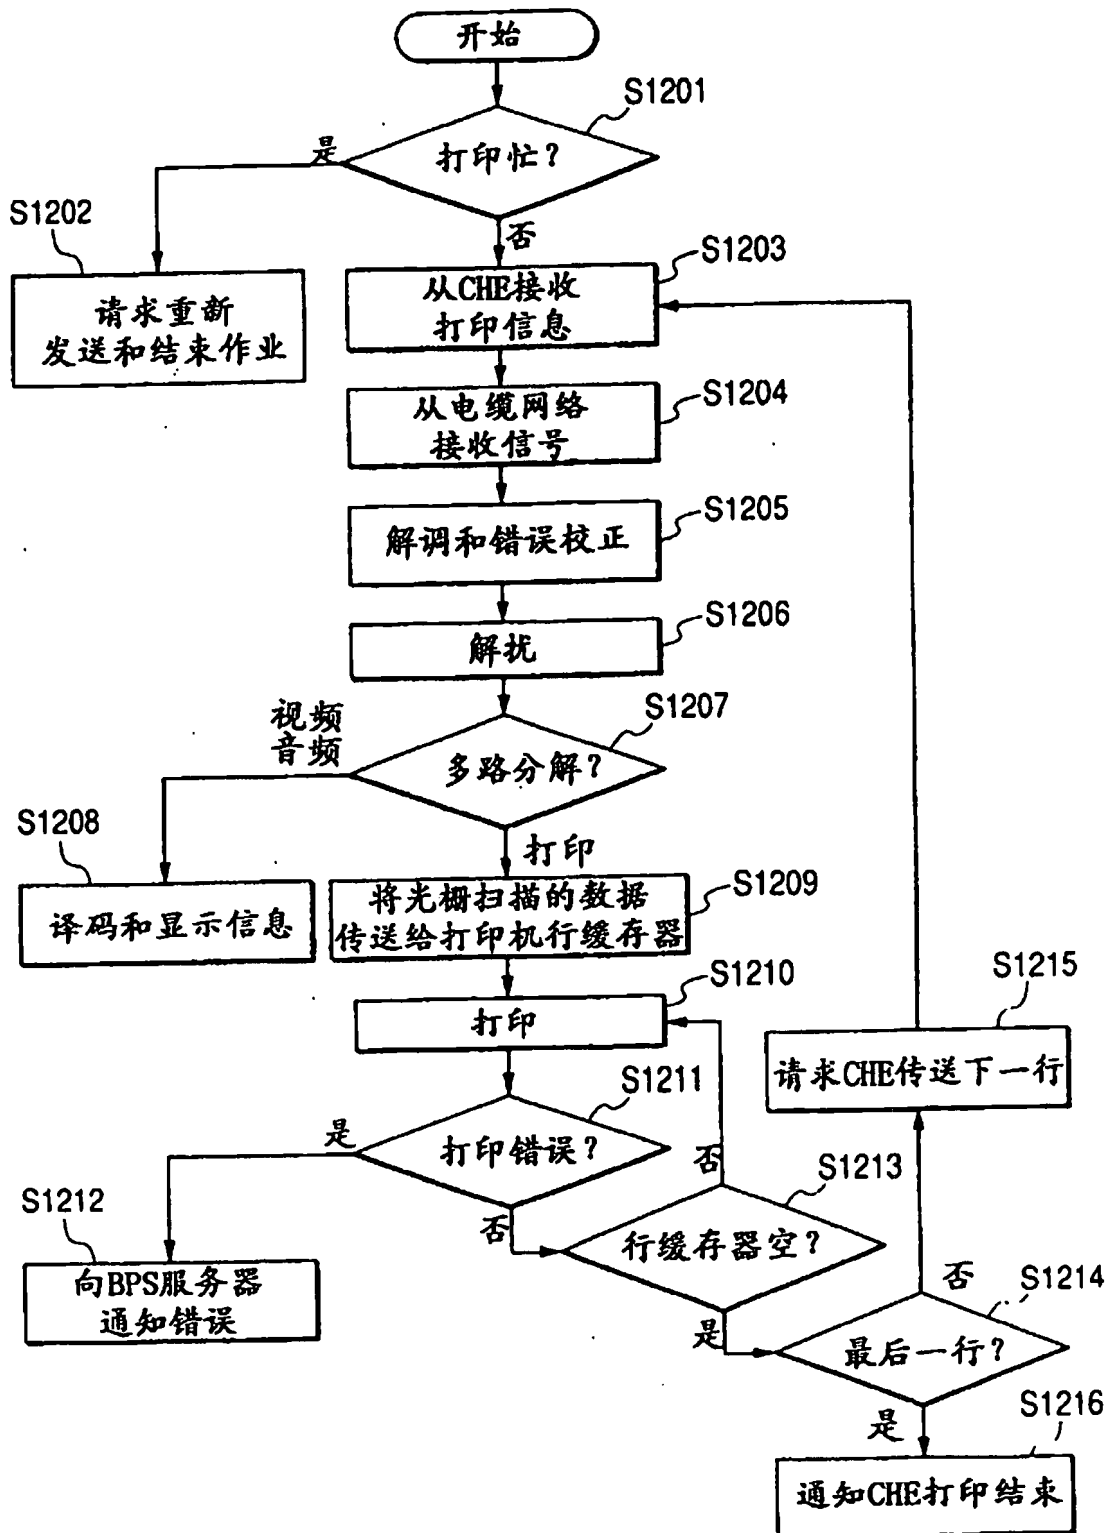 开始
S1201
打印忙?
是
S1202
否
S1203
请求重新
发送和结束作业
从CHE接收
打印信息
S1204
从电缆网络
接收信号
S1205
解调和错误校正
S1206
解扰
S1207
视频
音频
多路分解?
S1208
打印
S1209
译码和显示信息
将光栅扫描的数据
传送给打印机行缓存器
S1210
S1215
打印
请求CHE传送下一行
S1211
是
打印错误?
否
S1213
S1212
否
行缓存器空?
向BPS服务器
通知错误
否
S1214
是
最后一行?
S1216
是
通知CHE打印结束